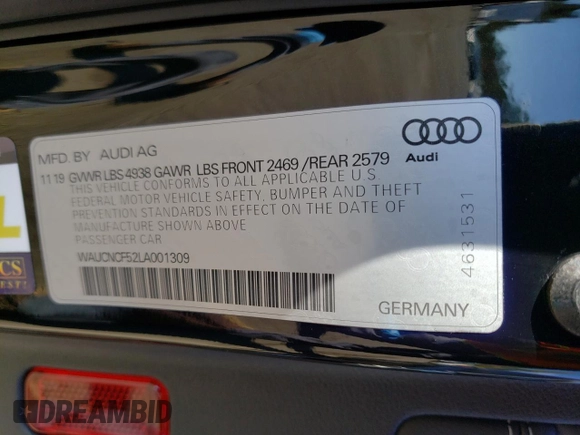 MFD. BY AUDI AG
11 19 GVWR LBS 4938 GAWR LBS FRONT 2469 /REAR 2579
THIS VEHICLE CONFORMS TO ALL APPLICABLE U S
FEDERAL MOTOR VEHICLE SAFETY, BUMPER AND THEFT
PREVENTION STANDARDS IN EFFECT ON THE DATE OF
MANUFACTURE SHOWN ABOVE
PASSENGER CAR
WAUCNCF52LA001309
Audi
4631531
GERMANY
CS
EST!
DREAMBID